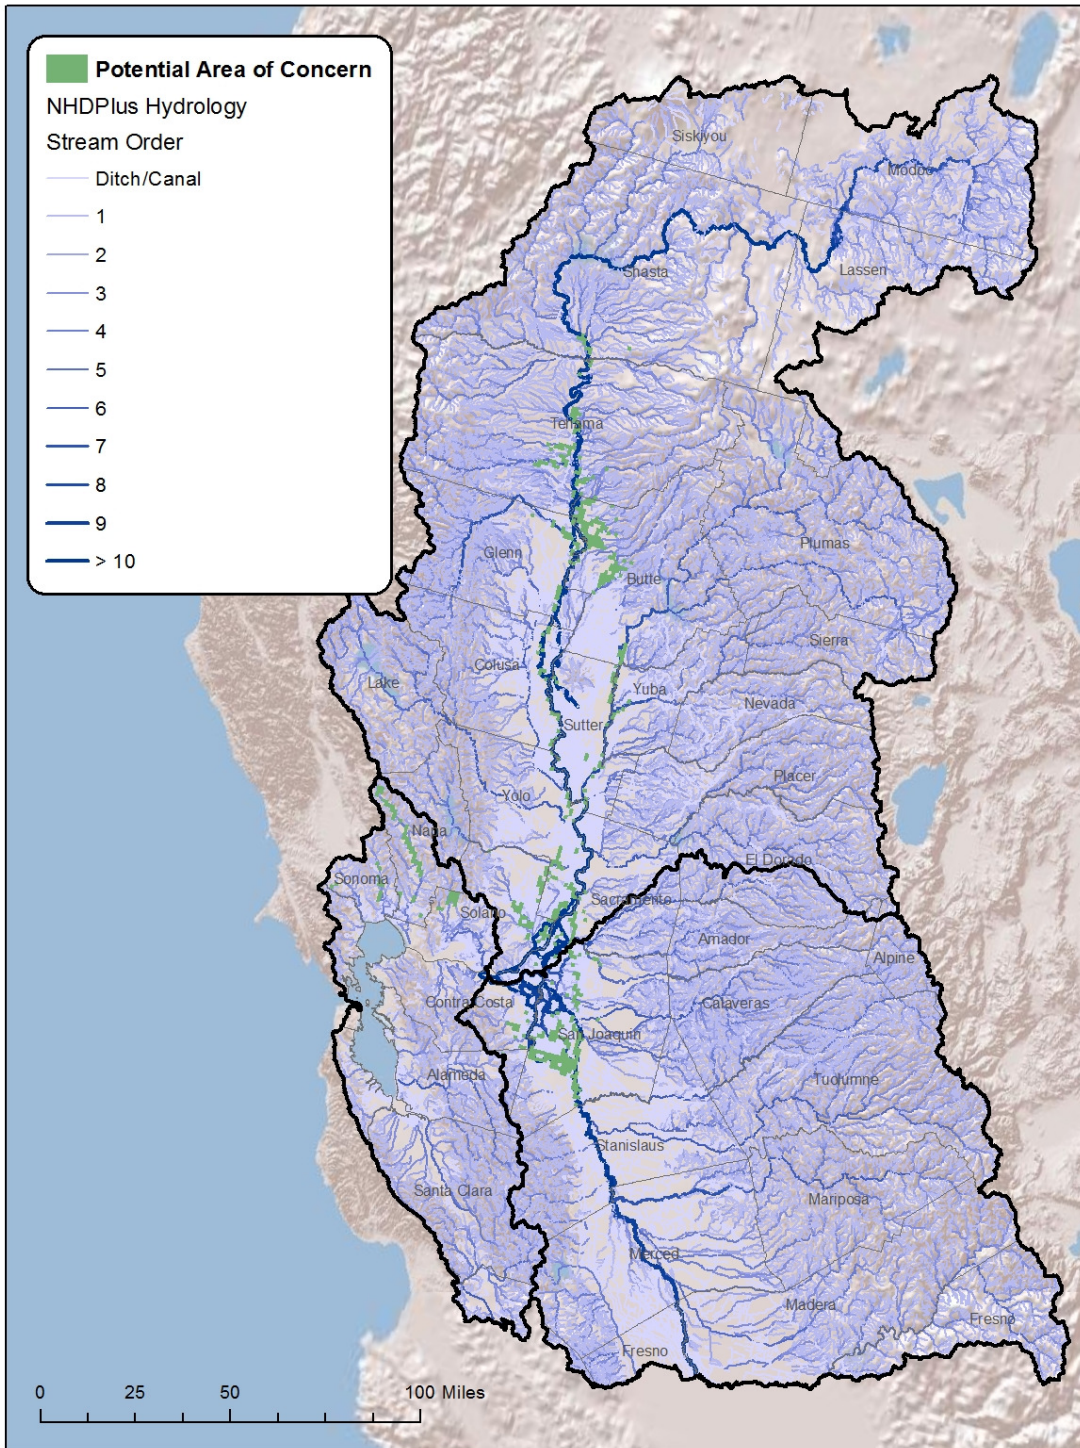 Potential Area of Concern
NHDPlus Hydrology
Stream Order
Ditch/Canal
1
2
3
4
5
6
7
8
9
> 10
Siskiyou
Modoc
Shasta
Lassen
Tehama
Plumas
Glenn
Butte
Sierra
Colusa
Lake
Yuba
Nevada
Sutter
Placer
Yolo
Napa
El Dorado
Sonoma
Solano
Sacramento
Amador
Alpine
Contra Costa
Calaveras
San Joaquin
Alameda
Tuolumne
Stanislaus
Santa Clara
Mariposa
Merced
Madera
Fresno
Fresno
0 25 50 100 Miles